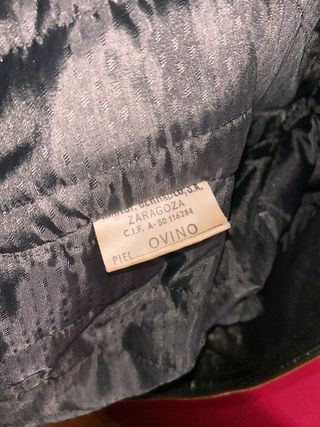 S.A.
ZARAGOZA
C.I.F. A-50116284
PIEL OVINO